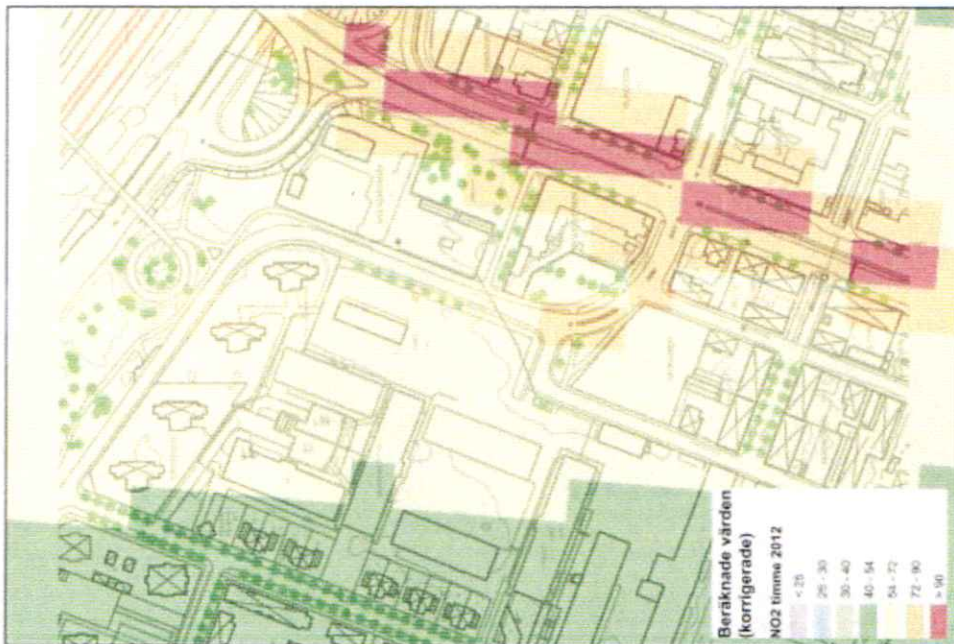 Beräknade värden
(korrigerade)
NO2 timme 2012
< 25
25 - 30
30 - 40
40 - 54
54 - 72
72 - 90
> 90